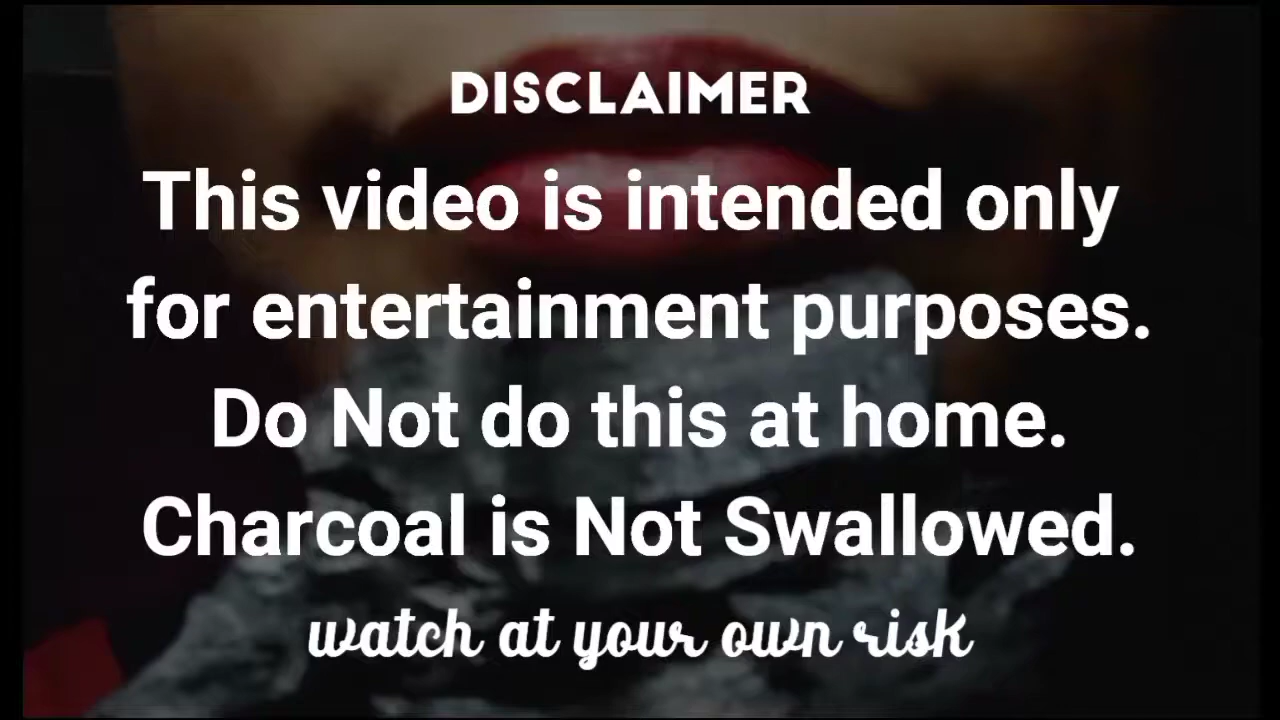 DISCLAIMER
This video is intended only
for entertainment purposes.
Do Not do this at home.
Charcoal is Not Swallowed.
watch at your own risk